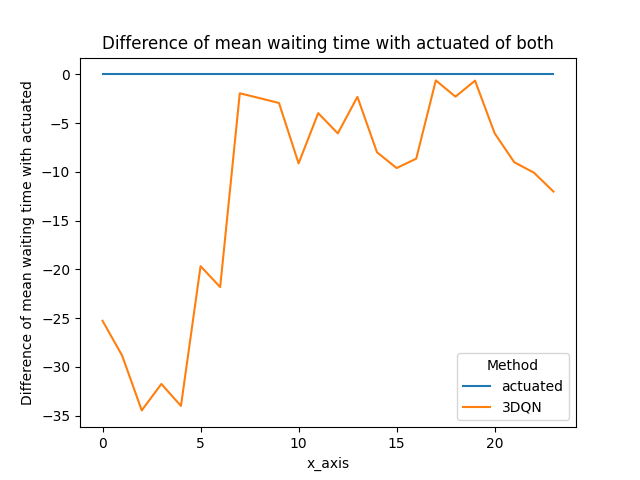 Difference of mean waiting time with actuated of both
Difference of mean waiting time with actuated
0
−5
−10
−15
−20
−25
−30
−35
0
5
10
15
20
x_axis
Method
actuated
3DQN